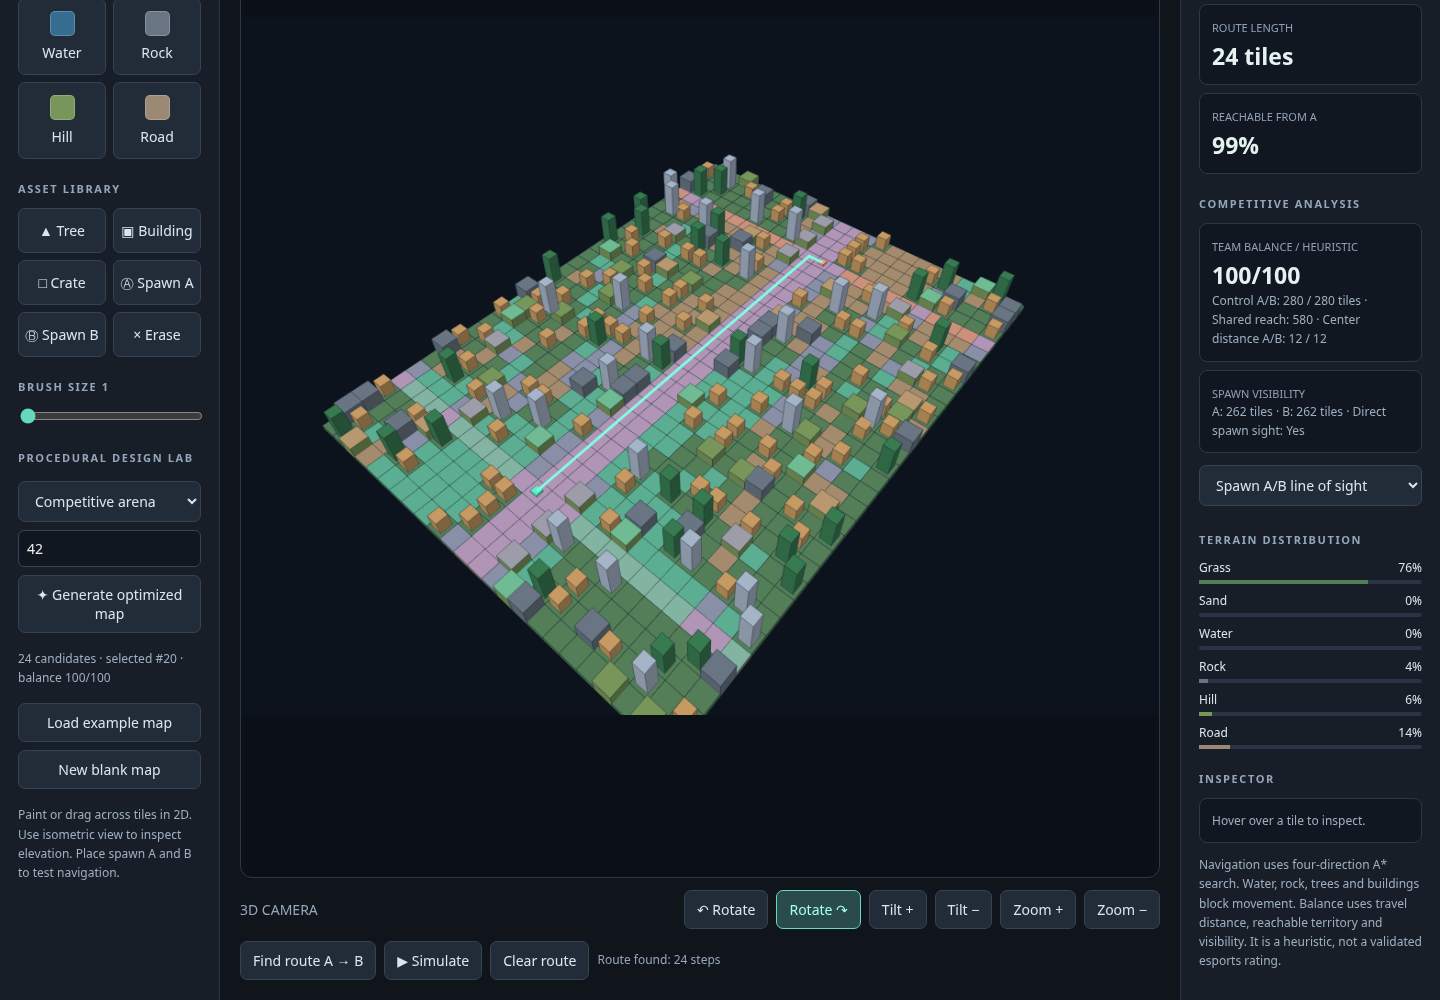 Water
Rock
Hill
Road
ASSET LIBRARY
▲ Tree
▣ Building
□ Crate
Ⓐ Spawn A
Ⓑ Spawn B
× Erase
BRUSH SIZE 1
PROCEDURAL DESIGN LAB
Competitive arena
42
✦ Generate optimized
map
24 candidates · selected #20 ·
balance 100/100
Load example map
New blank map
Paint or drag across tiles in 2D.
Use isometric view to inspect
elevation. Place spawn A and B
to test navigation.
3D CAMERA
↶ Rotate
Rotate ↷
Tilt +
Tilt −
Zoom +
Zoom −
Find route A → B
▶ Simulate
Clear route
Route found: 24 steps
ROUTE LENGTH
24 tiles
REACHABLE FROM A
99%
COMPETITIVE ANALYSIS
TEAM BALANCE / HEURISTIC
100/100
Control A/B: 280 / 280 tiles ·
Shared reach: 580 · Center
distance A/B: 12 / 12
SPAWN VISIBILITY
A: 262 tiles · B: 262 tiles · Direct
spawn sight: Yes
Spawn A/B line of sight
TERRAIN DISTRIBUTION
Grass 76%
Sand 0%
Water 0%
Rock 4%
Hill 6%
Road 14%
INSPECTOR
Hover over a tile to inspect.
Navigation uses four-direction A*
search. Water, rock, trees and buildings
block movement. Balance uses travel
distance, reachable territory and
visibility. It is a heuristic, not a validated
esports rating.